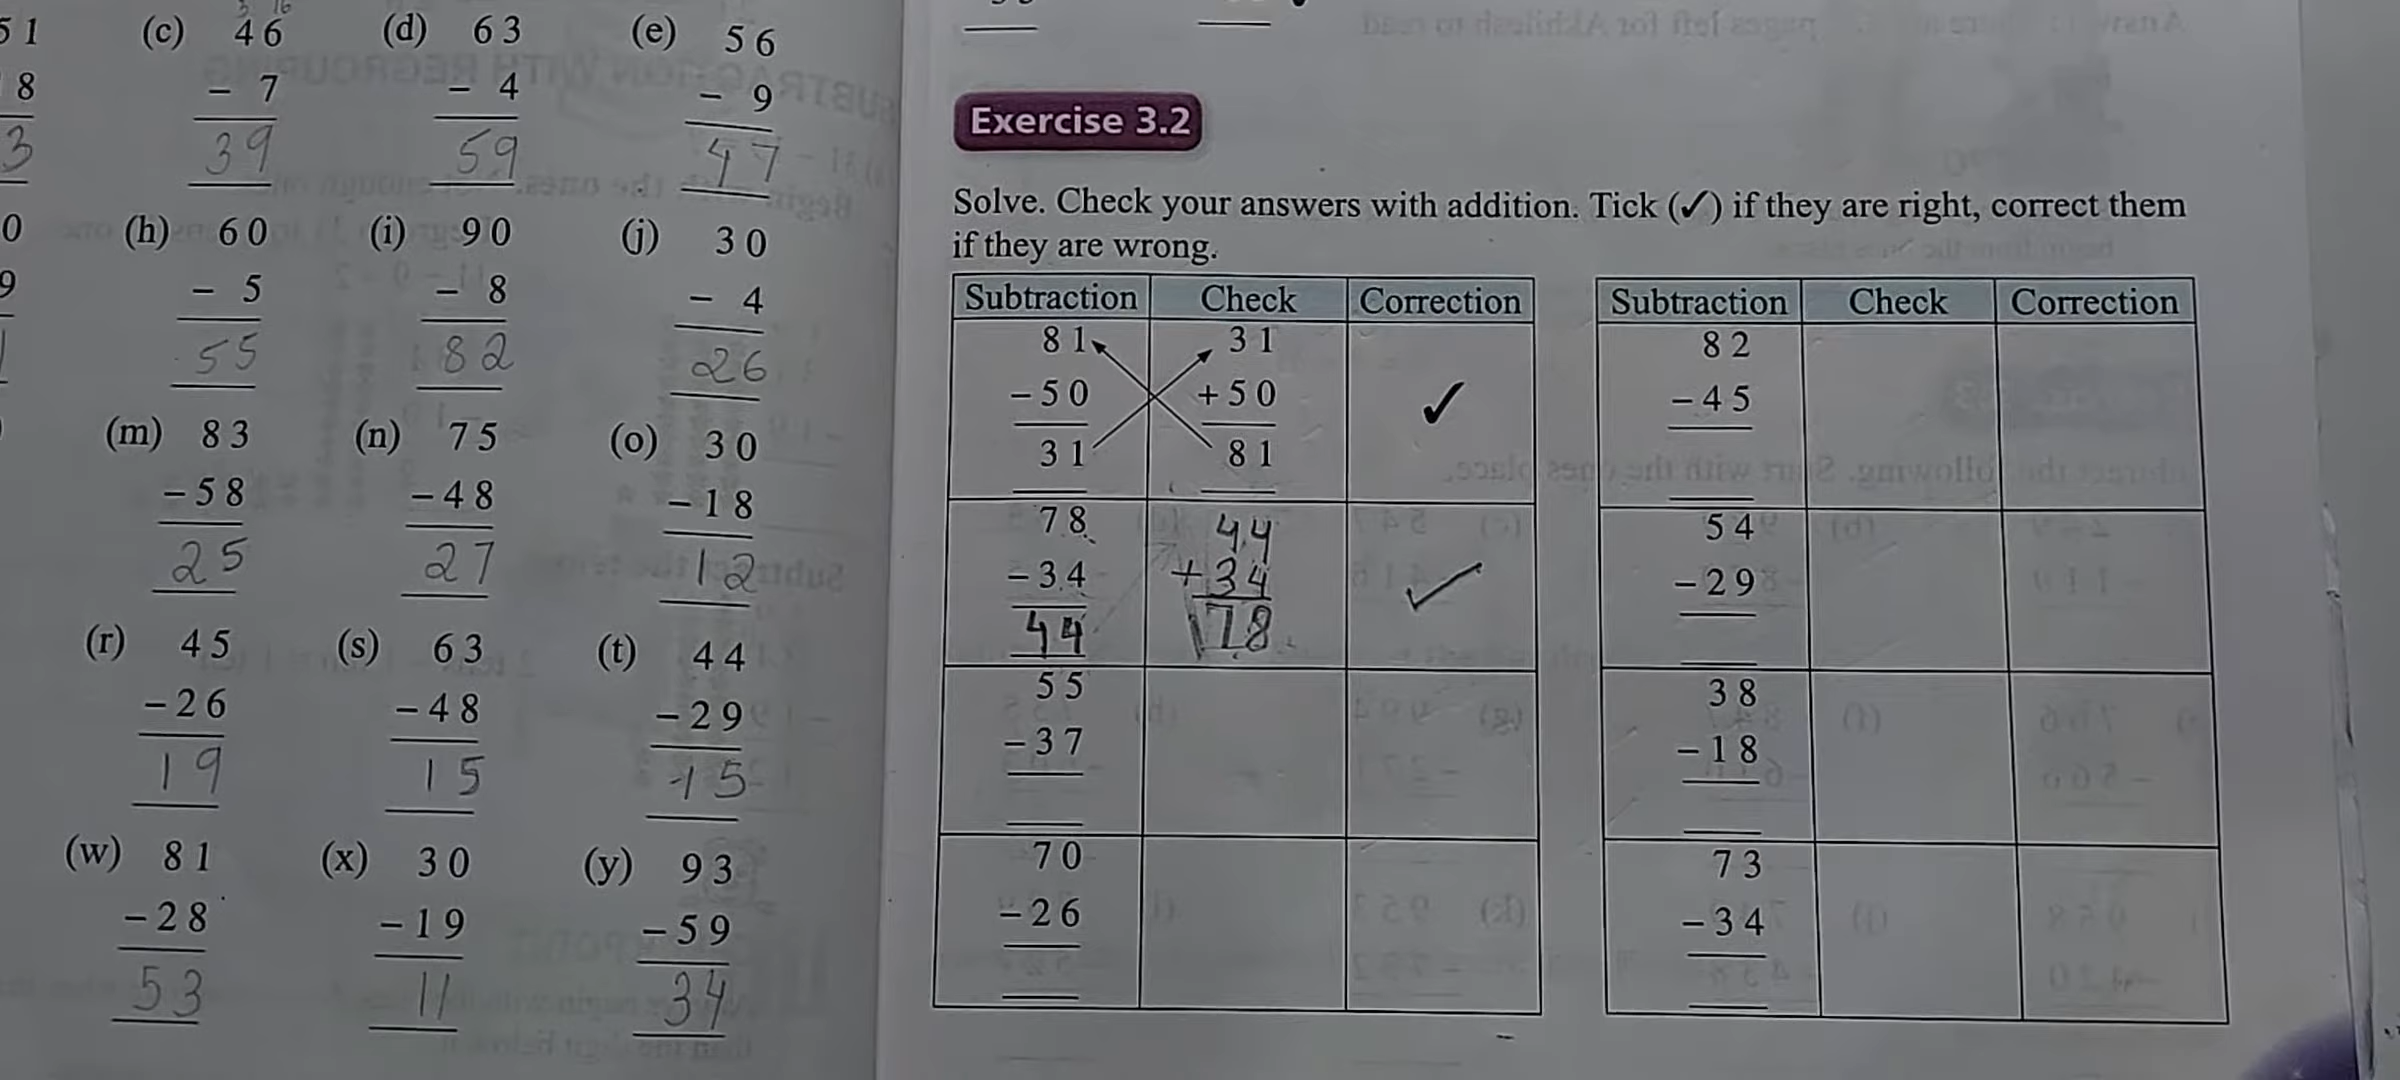 51 (c) 46 (d) 63 (e) 56
8 - 7 - 4 - 9
3 39 59 47
0 (h) 60 (i) 90 (j) 30
9 - 5 - 8 - 4
55 82 26
(m) 83 (n) 75 (o) 30
-58 -48 -18
25 27 12
(r) 45 (s) 63 (t) 44
-26 -48 -29
19 15 15
(w) 81 (x) 30 (y) 93
-28 -19 -59
53 11 34
Exercise 3.2
Solve. Check your answers with addition. Tick (✓) if they are right, correct them
if they are wrong.
Subtraction Check Correction
81 31
-50 +50 ✓
31 81
78 44
-34 +34 ✓
44 78
55
-37
70
-26
Subtraction Check Correction
82
-45
54
-29
38
-18
73
-34